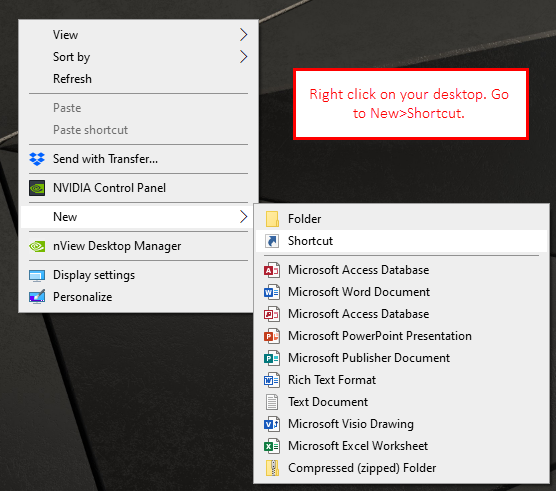 View
Sort by
Refresh
Paste
Paste shortcut
Send with Transfer...
NVIDIA Control Panel
New
nView Desktop Manager
Display settings
Personalize
Right click on your desktop. Go
to New>Shortcut.
Folder
Shortcut
Microsoft Access Database
Microsoft Word Document
Microsoft Access Database
Microsoft PowerPoint Presentation
Microsoft Publisher Document
Rich Text Format
Text Document
Microsoft Visio Drawing
Microsoft Excel Worksheet
Compressed (zipped) Folder